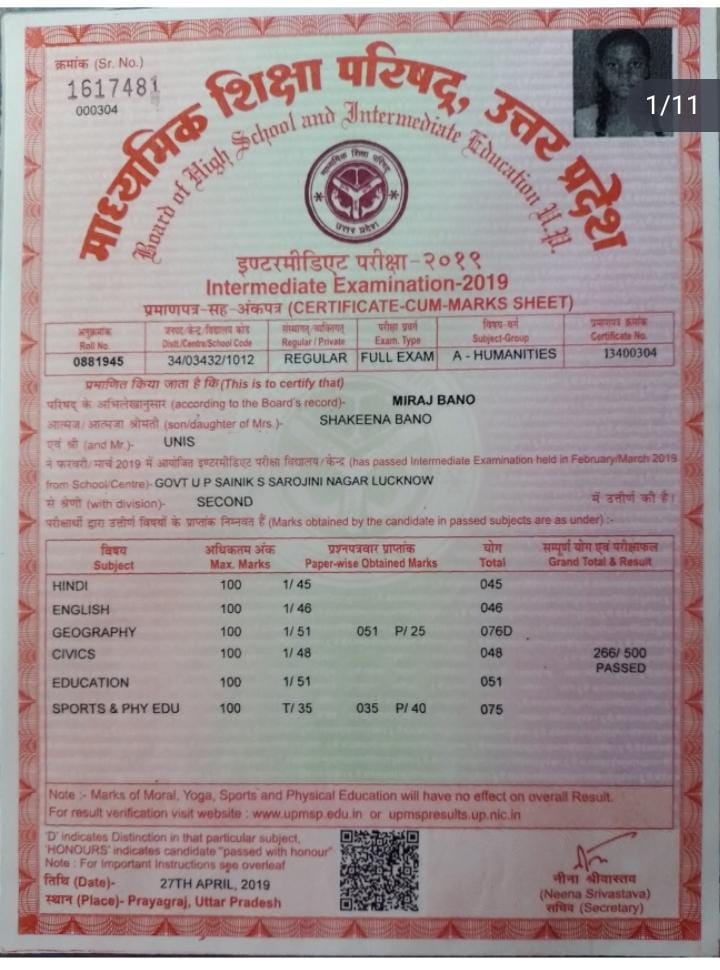 क्रमांक (Sr. No.)
1617481
000304
1/11
माध्यमिक शिक्षा परिषद्, उत्तर प्रदेश
Board of High School and Intermediate Education U.P.
माध्यमिक शिक्षा परिषद्
उत्तर प्रदेश
इण्टरमीडिएट परीक्षा-२०१९
Intermediate Examination-2019
प्रमाणपत्र-सह-अंकपत्र (CERTIFICATE-CUM-MARKS SHEET)
अनुक्रमांक जनपद/केन्द्र/विद्यालय कोड संस्थागत/व्यक्तिगत परीक्षा प्रवर्ग विषय-वर्ग प्रमाणपत्र क्रमांक
Roll No. Distt./Centre/School Code Regular / Private Exam. Type Subject-Group Certificate No.
0881945 34/03432/1012 REGULAR FULL EXAM A - HUMANITIES 13400304
प्रमाणित किया जाता है कि (This is to certify that)
परिषद् के अभिलेखानुसार (according to the Board's record)- MIRAJ BANO
आत्मज/आत्मजा श्रीमती (son/daughter of Mrs.)- SHAKEENA BANO
एवं श्री (and Mr.)- UNIS
ने फरवरी/मार्च 2019 में आयोजित इण्टरमीडिएट परीक्षा विद्यालय/केन्द्र (has passed Intermediate Examination held in February/March 2019
from School/Centre)- GOVT U P SAINIK S SAROJINI NAGAR LUCKNOW
से श्रेणी (with division)- SECOND में उत्तीर्ण की है।
परीक्षार्थी द्वारा उत्तीर्ण विषयों के प्राप्तांक निम्नवत हैं (Marks obtained by the candidate in passed subjects are as under) :-
विषय अधिकतम अंक प्रश्नपत्रवार प्राप्तांक योग सम्पूर्ण योग एवं परीक्षाफल
Subject Max. Marks Paper-wise Obtained Marks Total Grand Total & Result
HINDI 100 1/ 45 045
ENGLISH 100 1/ 46 046
GEOGRAPHY 100 1/ 51 051 P/ 25 076D
CIVICS 100 1/ 48 048 266/ 500
PASSED
EDUCATION 100 1/ 51 051
SPORTS & PHY EDU 100 T/ 35 035 P/ 40 075
Note :- Marks of Moral, Yoga, Sports and Physical Education will have no effect on overall Result.
For result verification visit website : www.upmsp.edu.in or upmspresults.up.nic.in
'D' indicates Distinction in that particular subject,
'HONOURS' indicates candidate "passed with honour"
Note : For Important Instructions see overleaf
तिथि (Date)- 27TH APRIL, 2019
स्थान (Place)- Prayagraj, Uttar Pradesh
नीना श्रीवास्तव
(Neena Srivastava)
सचिव (Secretary)